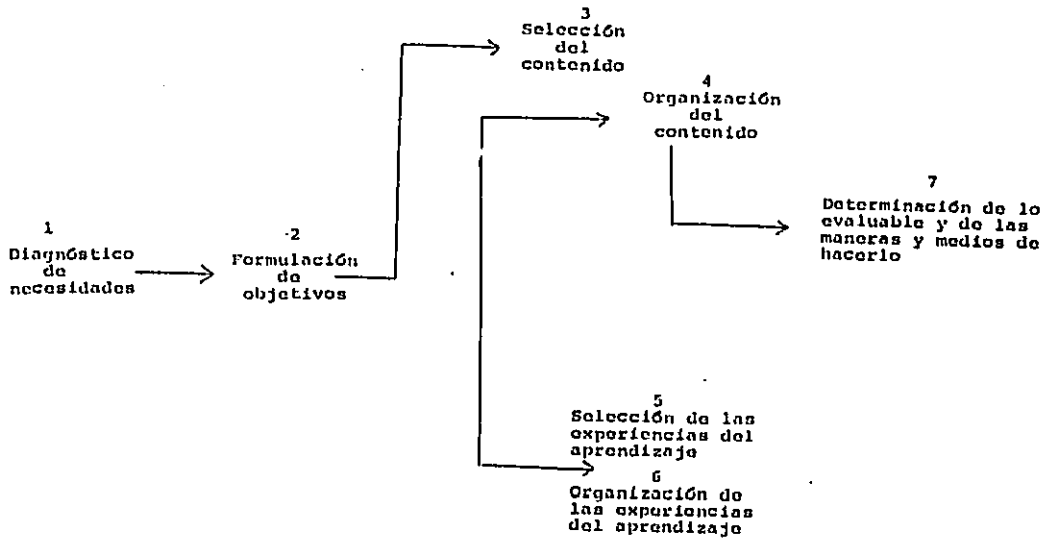 1
Diagnóstico
de
necesidades
2
Formulación
de
objetivos
3
Selección
del
contenido
4
Organización
del
contenido
5
Selección de las
experiencias del
aprendizaje
6
Organización de
las experiencias
del aprendizaje
7
Determinación de lo
evaluable y de las
maneras y medios de
hacerlo